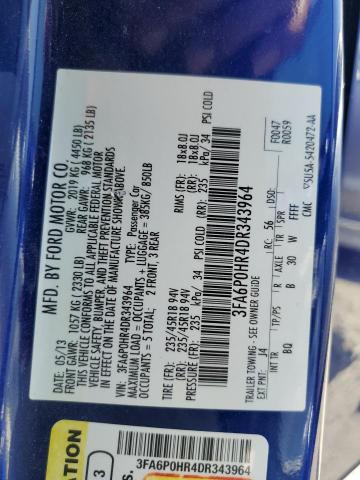 MFD. BY FORD MOTOR CO.
05/13 GVWR: 2019 KG ( 4450 LB)
FRONT GAWR: 1057 KG ( 2330 LB) REAR GAWR: 968 KG ( 2135 LB)
THIS VEHICLE CONFORMS TO ALL APPLICABLE FEDERAL MOTOR
VEHICLE SAFETY, BUMPER, AND THEFT PREVENTION STANDARDS
IN EFFECT ON THE DATE OF MANUFACTURE SHOWN ABOVE.
VIN: 3FA6P0HR4DR343964 TYPE: Passenger Car
MAXIMUM LOAD = OCCUPANTS + LUGGAGE = 385KG/ 850LB
OCCUPANTS = 5 TOTAL; 2 FRONT, 3 REAR
TIRE (FR): 235/45R18 94V RIMS (FR): 18x8.0J
(RR): 235/45R18 94V (RR): 18x8.0J
PRESSURE (FR): 235 kPa/ 34 PSI COLD (RR): 235 kPa/ 34 PSI COLD
3FA6P0HR4DR343964
TRAILER TOWING - SEE OWNER GUIDE
F0047
R0059
EXT PNT: J4 RC: 56 DSO:
INT TR TP/PS R AXLE TR SPR
BQ B 30 W FFFF
CMC
3FA6P0HR4DR343964